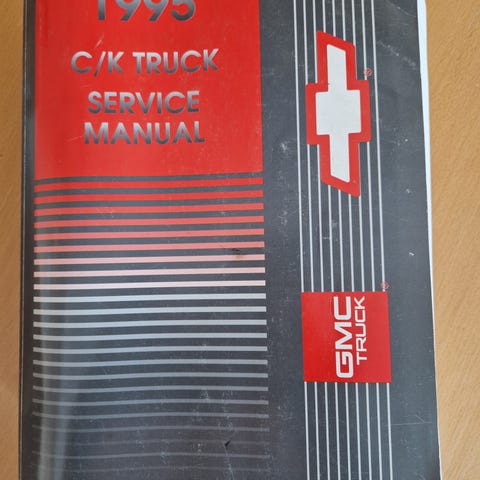 1995
C/K TRUCK
SERVICE
MANUAL
®
GMC
TRUCK
®